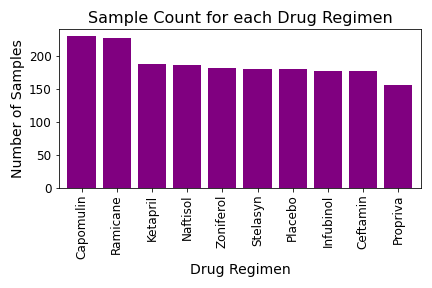 Sample Count for each Drug Regimen
Number of Samples
200
150
100
50
0
Capomulin
Ramicane
Ketapril
Naftisol
Zoniferol
Stelasyn
Placebo
Infubinol
Ceftamin
Propriva
Drug Regimen